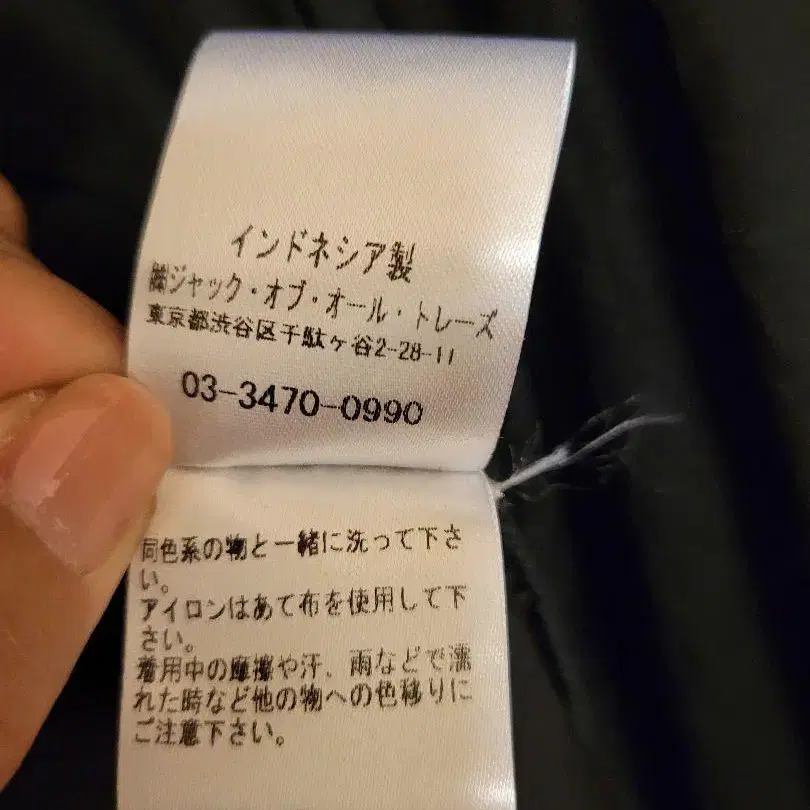 インドネシア製
㈱ジャック・オブ・オール・トレーズ
東京都渋谷区千駄ヶ谷2-28-11
03-3470-0990
同色系の物と一緒に洗って下さ
い。
アイロンはあて布を使用して下
さい。
着用中の摩擦や汗、雨などで濡
れた時など他の物への色移りに
ご注意下さい。